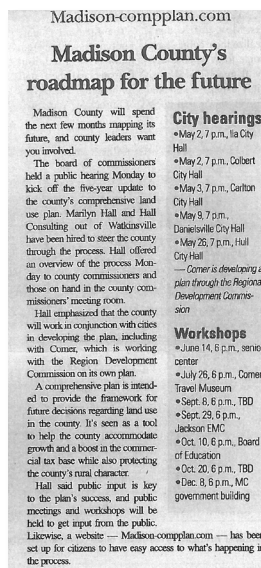 Madison-compplan.com
Madison County's
roadmap for the future
Madison County will spend
the next few months mapping its
future, and county leaders want
you involved.
The board of commissioners
held a public hearing Monday to
kick off the five-year update to
the county's comprehensive land
use plan. Marilyn Hall and Hall
Consulting out of Watkinsville
have been hired to steer the county
through the process. Hall offered
an overview of the process Mon-
day to county commissioners and
those on hand in the county com-
missioners' meeting room.
Hall emphasized that the county
will work in conjunction with cities
in developing the plan, including
with Comer, which is working
with the Region Development
Commission on its own plan.
A comprehensive plan is intend-
ed to provide the framework for
future decisions regarding land use
in the county. It's seen as a tool
to help the county accommodate
growth and a boost in the commer-
cial tax base while also protecting
the county's rural character.
Hall said public input is key
to the plan's success, and public
meetings and workshops will be
held to get input from the public.
Likewise, a website — Madison-compplan.com — has been
set up for citizens to have easy access to what's happening i
the process.
City hearings
•May 2, 7 p.m., Ila City
Hall
•May 2, 7 p.m., Colbert
City Hall
•May 3, 7 p.m., Carlton
City Hall
•May 9, 7 p.m.,
Danielsville City Hall
•May 26, 7 p.m., Hull
City Hall
— Comer is developing a
plan through the Regiona
Development Commis-
sion
Workshops
•June 14, 6 p.m., senio
center
•July 26, 6 p.m., Comer
Travel Museum
•Sept. 8, 6 p.m., TBD
•Sept. 29, 6 p.m.,
Jackson EMC
•Oct. 10, 6 p.m., Board
of Education
•Oct. 20, 6 p.m., TBD
•Dec. 8, 6 p.m., MC
government building